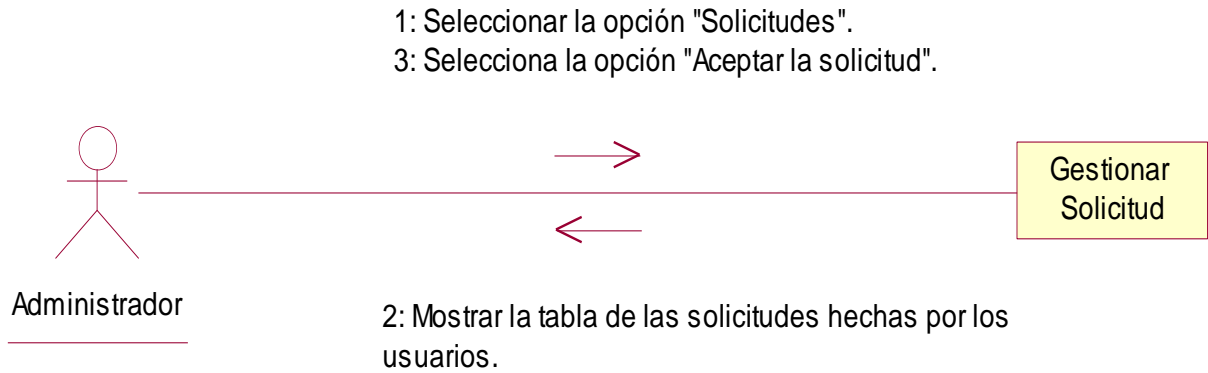 1: Seleccionar la opción "Solicitudes".
3: Selecciona la opción "Aceptar la solicitud".
Gestionar
Solicitud
Administrador
2: Mostrar la tabla de las solicitudes hechas por los
usuarios.